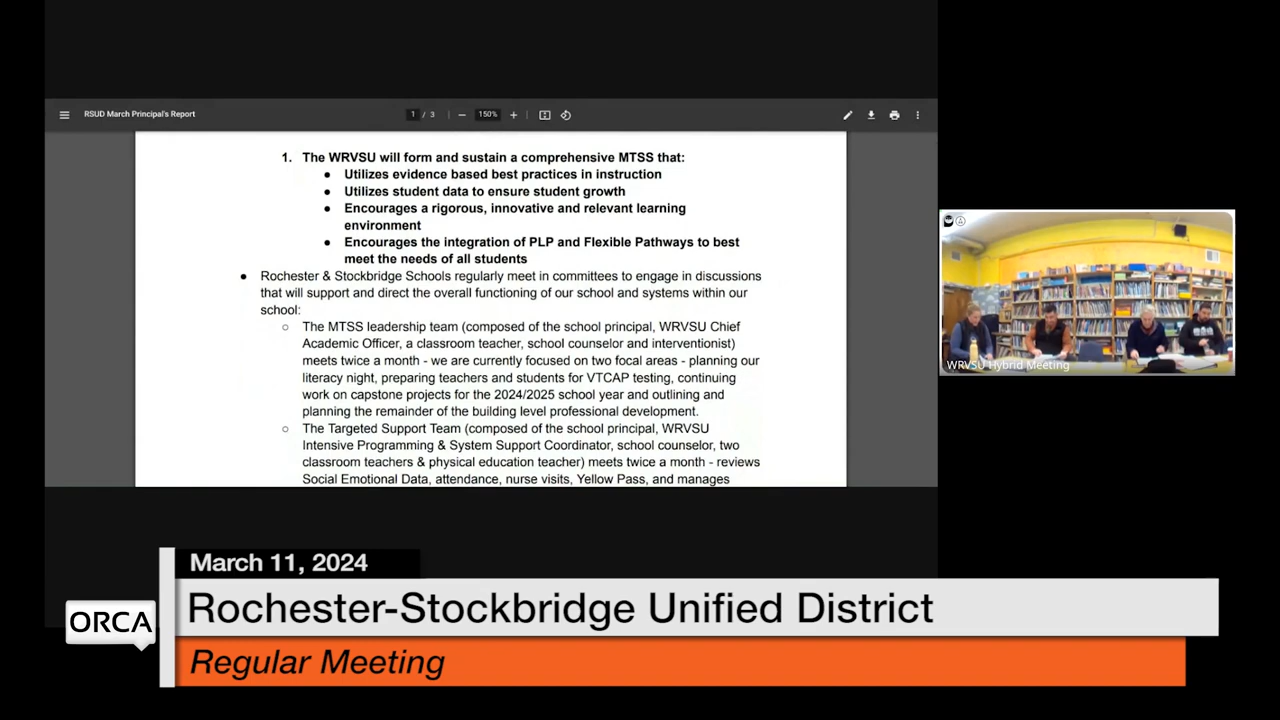 RSUD March Principal's Report
1 / 3
150%
1. The WRVSU will form and sustain a comprehensive MTSS that:
● Utilizes evidence based best practices in instruction
● Utilizes student data to ensure student growth
● Encourages a rigorous, innovative and relevant learning
environment
● Encourages the integration of PLP and Flexible Pathways to best
meet the needs of all students
● Rochester & Stockbridge Schools regularly meet in committees to engage in discussions
that will support and direct the overall functioning of our school and systems within our
school:
○ The MTSS leadership team (composed of the school principal, WRVSU Chief
Academic Officer, a classroom teacher, school counselor and interventionist)
meets twice a month - we are currently focused on two focal areas - planning our
literacy night, preparing teachers and students for VTCAP testing, continuing
work on capstone projects for the 2024/2025 school year and outlining and
planning the remainder of the building level professional development.
○ The Targeted Support Team (composed of the school principal, WRVSU
Intensive Programming & System Support Coordinator, school counselor, two
classroom teachers & physical education teacher) meets twice a month - reviews
Social Emotional Data, attendance, nurse visits, Yellow Pass, and manages
WRVSU Hybrid Meeting
March 11, 2024
ORCA
Rochester-Stockbridge Unified District
Regular Meeting